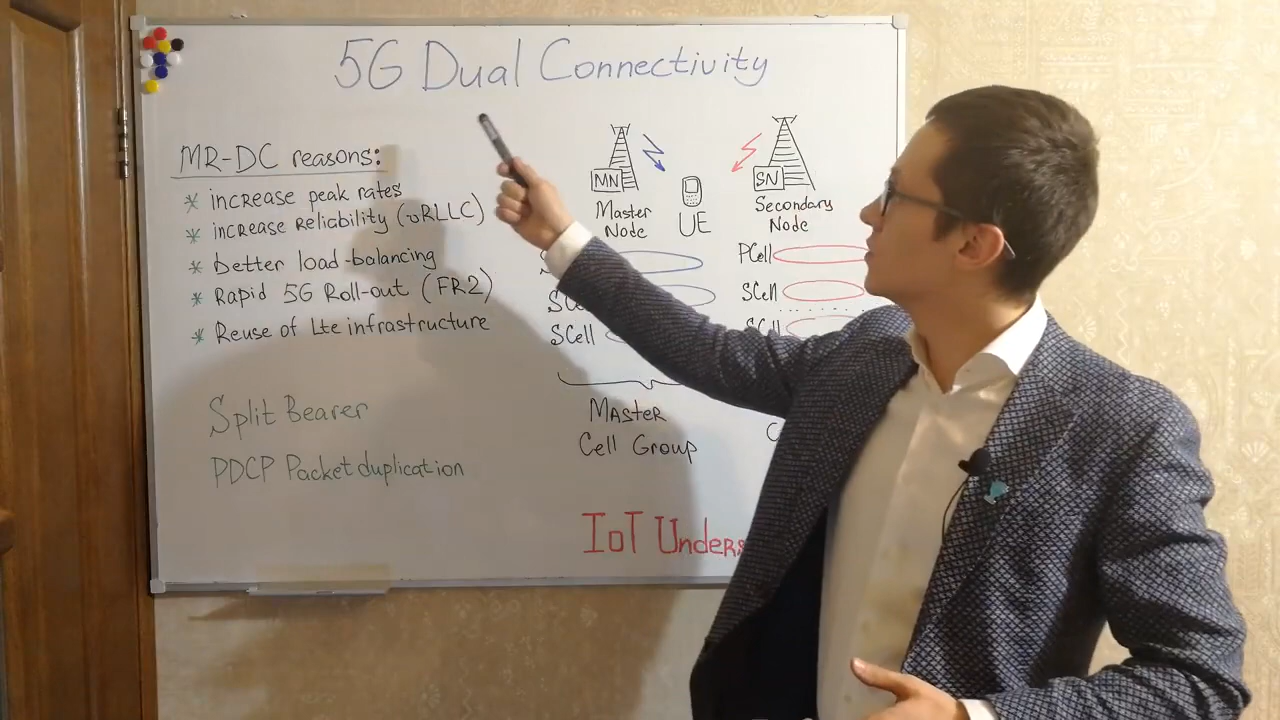 5G Dual Connectivity
MR-DC reasons:
* increase peak rates
* increase reliability (uRLLC)
* better load-balancing
* Rapid 5G Roll-out (FR2)
* Reuse of Lte infrastructure
Split Bearer
PDCP Packet duplication
MN
Master
Node
UE
SN
Secondary
Node
SCell
Master
Cell Group
PCell
SCell
SCell
IoT